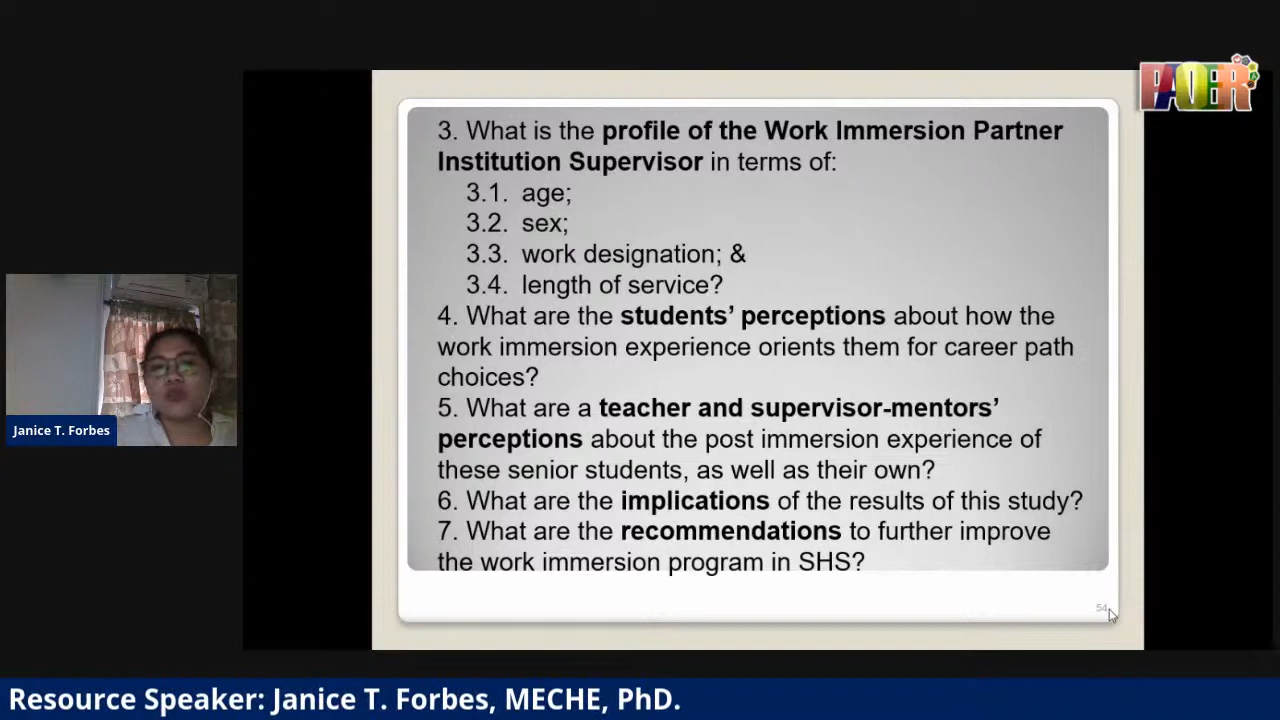 PAOER
3. What is the profile of the Work Immersion Partner
Institution Supervisor in terms of:
3.1. age;
3.2. sex;
3.3. work designation; &
3.4. length of service?
4. What are the students’ perceptions about how the
work immersion experience orients them for career path
choices?
5. What are a teacher and supervisor-mentors’
perceptions about the post immersion experience of
these senior students, as well as their own?
6. What are the implications of the results of this study?
7. What are the recommendations to further improve
the work immersion program in SHS?
54
Janice T. Forbes
Resource Speaker: Janice T. Forbes, MECHE, PhD.